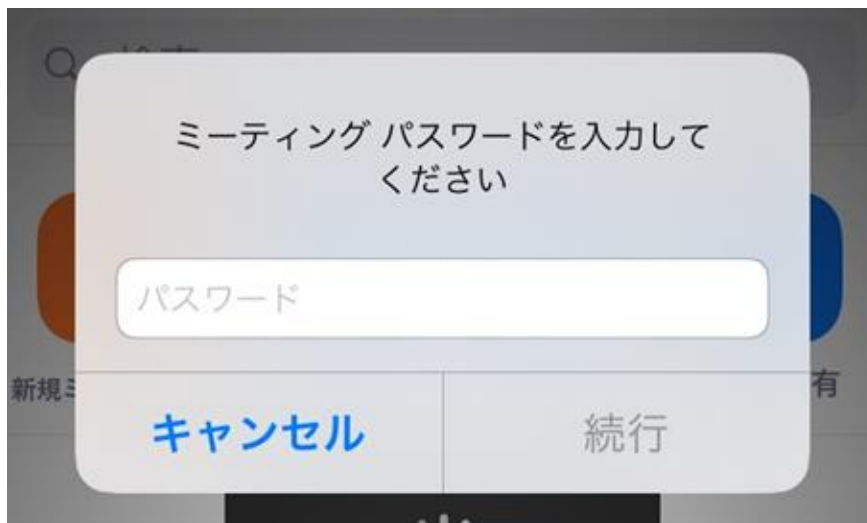 ミーティング パスワードを入力して
ください
パスワード
新規ミ
有
キャンセル
続行